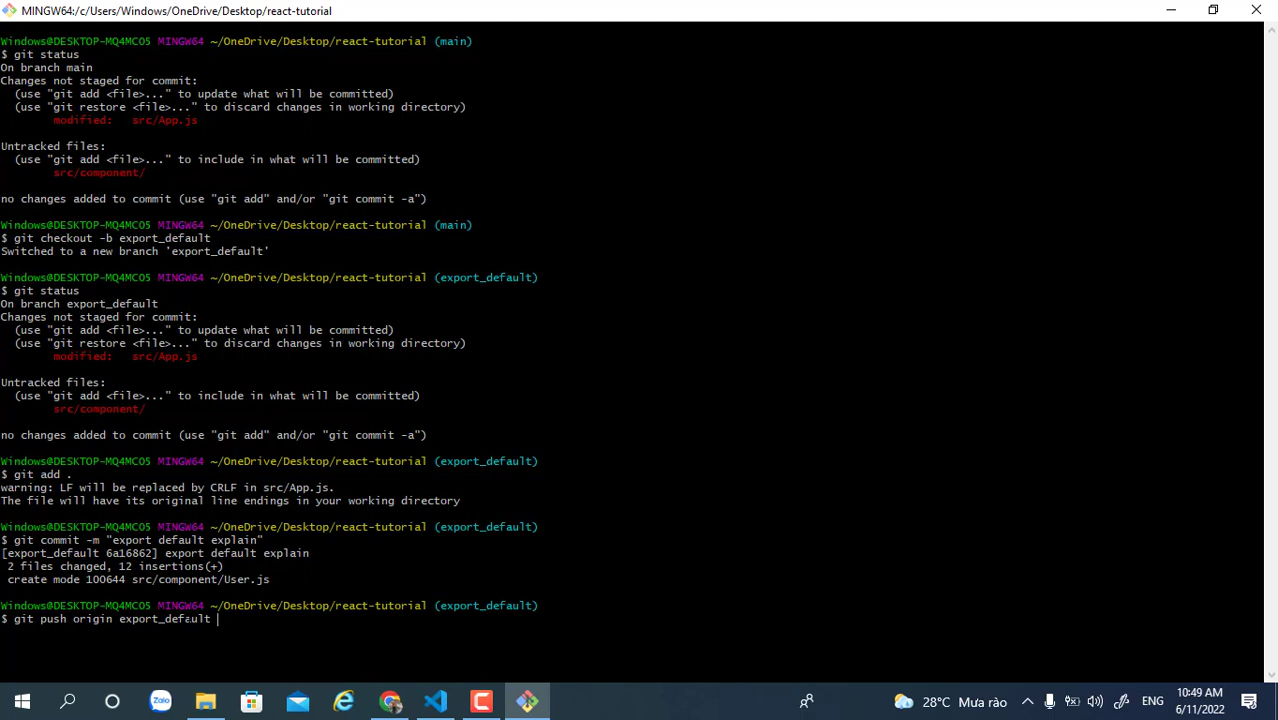 MINGW64:/c/Users/Windows/OneDrive/Desktop/react-tutorial
Windows@DESKTOP-MQ4MCO5 MINGW64 ~/OneDrive/Desktop/react-tutorial (main)
$ git status
On branch main
Changes not staged for commit:
  (use "git add <file>..." to update what will be committed)
  (use "git restore <file>..." to discard changes in working directory)
        modified:   src/App.js
Untracked files:
  (use "git add <file>..." to include in what will be committed)
        src/component/
no changes added to commit (use "git add" and/or "git commit -a")
Windows@DESKTOP-MQ4MCO5 MINGW64 ~/OneDrive/Desktop/react-tutorial (main)
$ git checkout -b export_default
Switched to a new branch 'export_default'
Windows@DESKTOP-MQ4MCO5 MINGW64 ~/OneDrive/Desktop/react-tutorial (export_default)
$ git status
On branch export_default
Changes not staged for commit:
  (use "git add <file>..." to update what will be committed)
  (use "git restore <file>..." to discard changes in working directory)
        modified:   src/App.js
Untracked files:
  (use "git add <file>..." to include in what will be committed)
        src/component/
no changes added to commit (use "git add" and/or "git commit -a")
Windows@DESKTOP-MQ4MCO5 MINGW64 ~/OneDrive/Desktop/react-tutorial (export_default)
$ git add .
warning: LF will be replaced by CRLF in src/App.js.
The file will have its original line endings in your working directory
Windows@DESKTOP-MQ4MCO5 MINGW64 ~/OneDrive/Desktop/react-tutorial (export_default)
$ git commit -m "export default explain"
[export_default 6a16862] export default explain
 2 files changed, 12 insertions(+)
 create mode 100644 src/component/User.js
Windows@DESKTOP-MQ4MCO5 MINGW64 ~/OneDrive/Desktop/react-tutorial (export_default)
$ git push origin export_default
Zalo
28°C Mưa rào
ENG
10:49 AM
6/11/2022